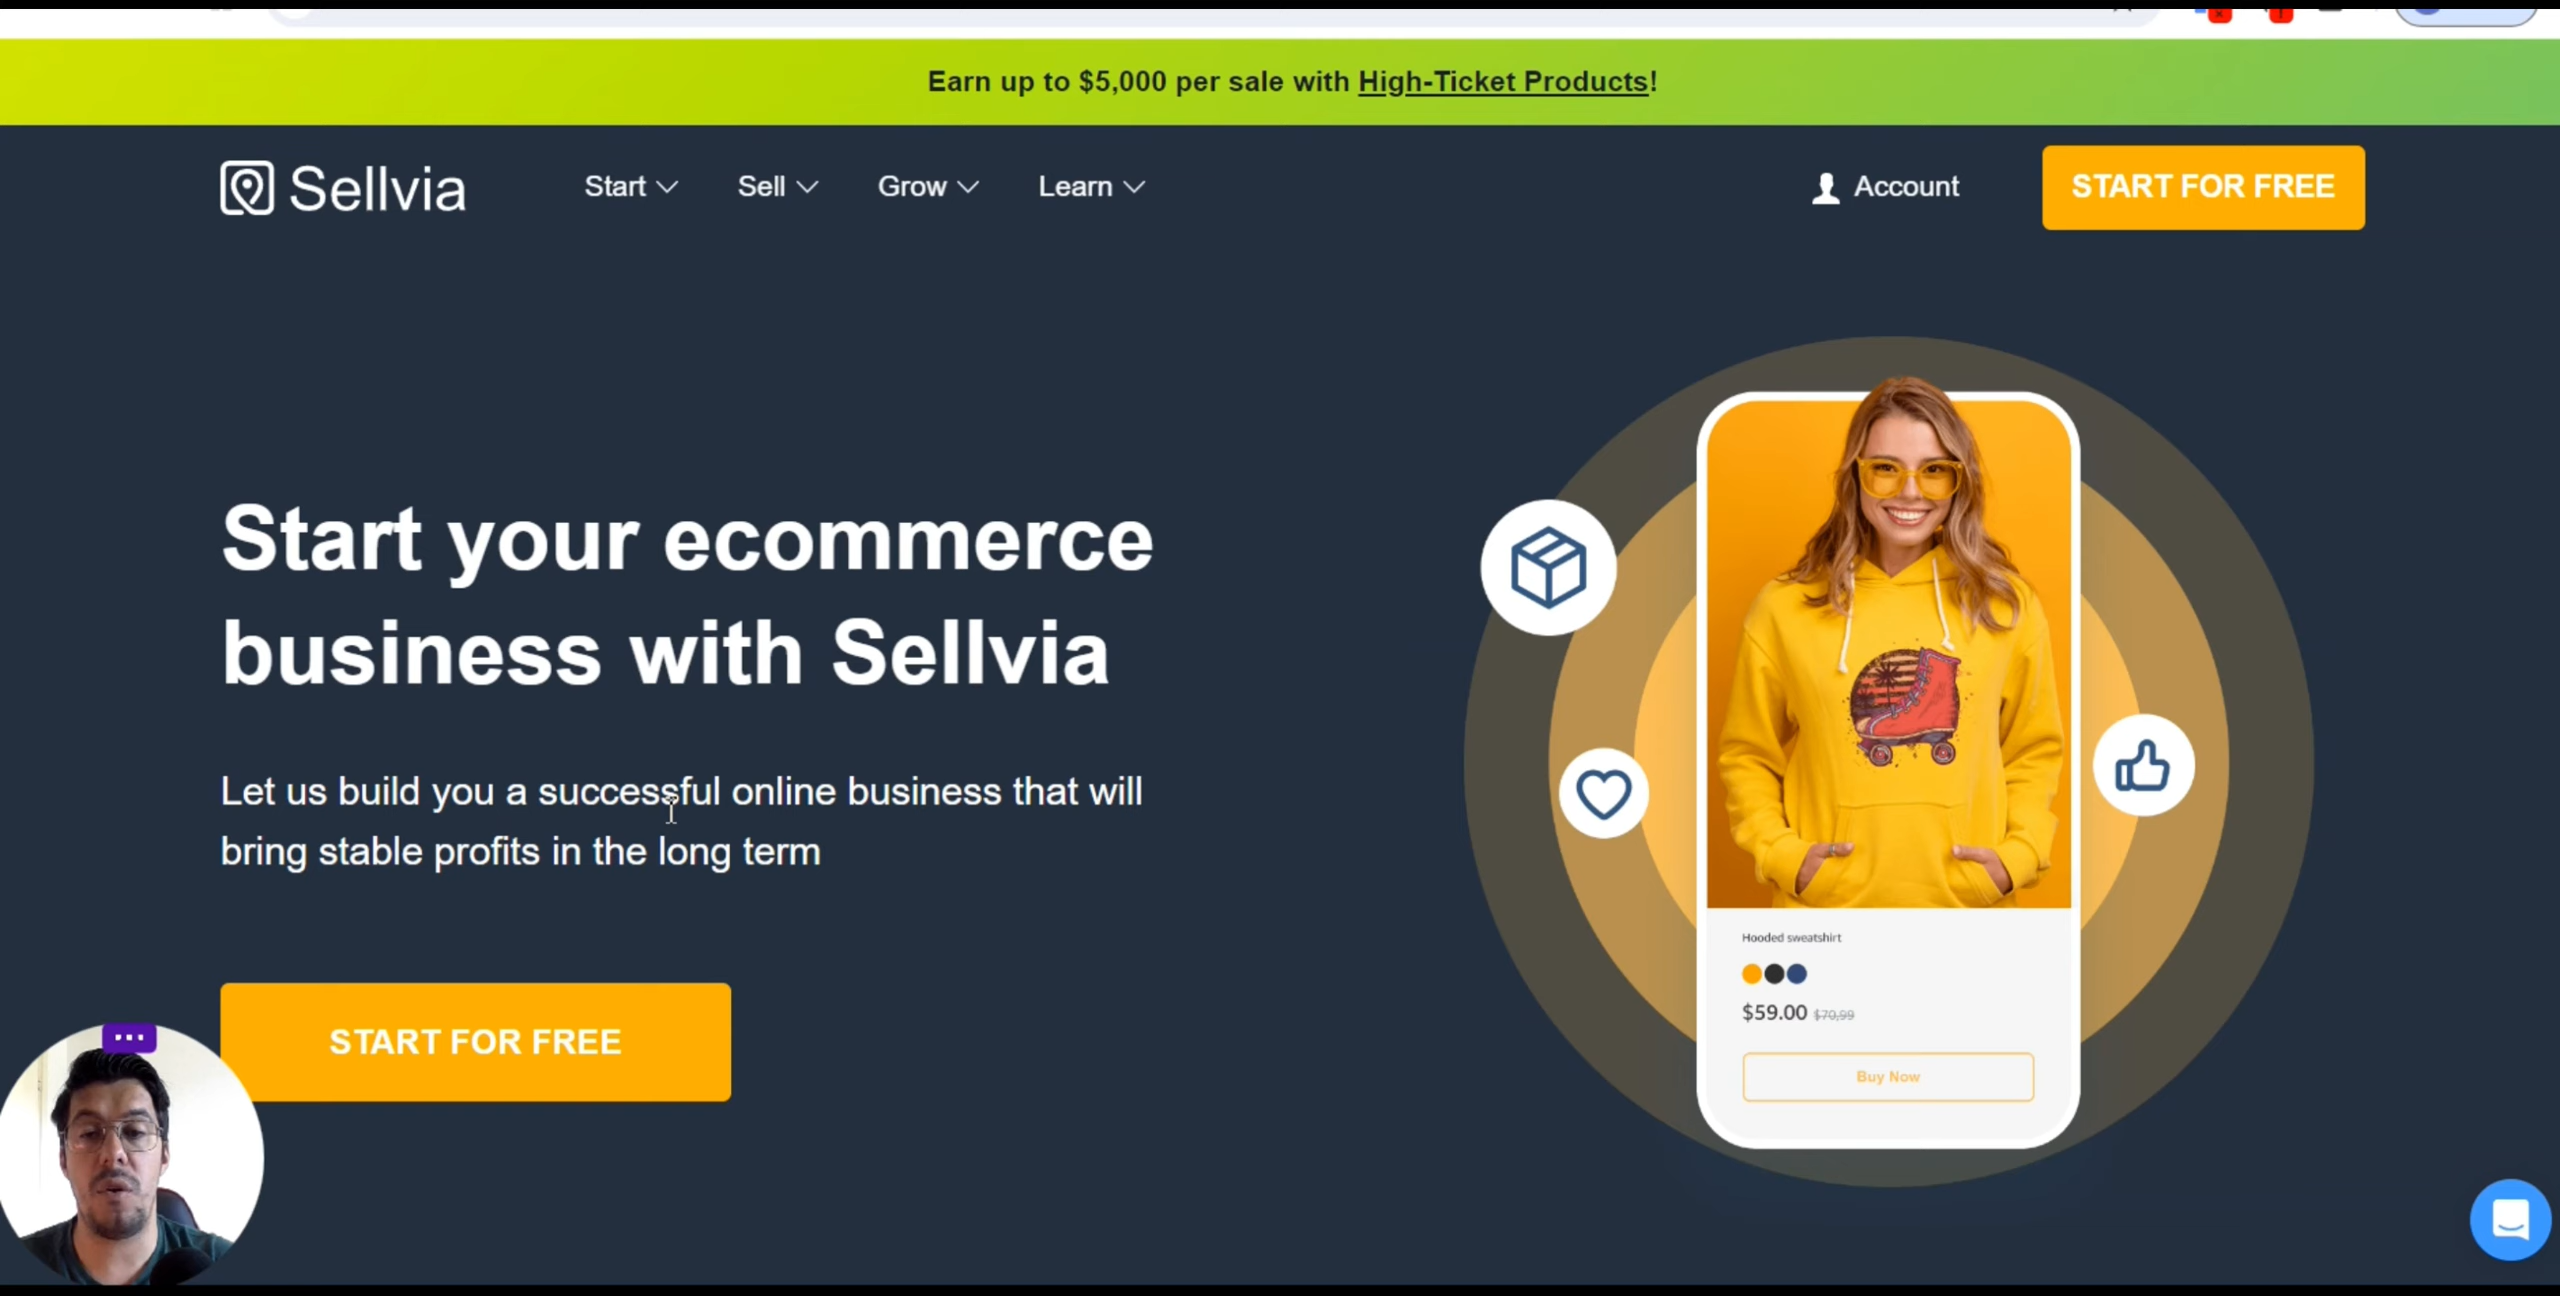 Earn up to $5,000 per sale with High-Ticket Products!
Sellvia
Start
Sell
Grow
Learn
Account
START FOR FREE
Start your ecommerce
business with Sellvia
Let us build you a successful online business that will
bring stable profits in the long term
START FOR FREE
Hooded sweatshirt
$59.00 $70,99
Buy Now